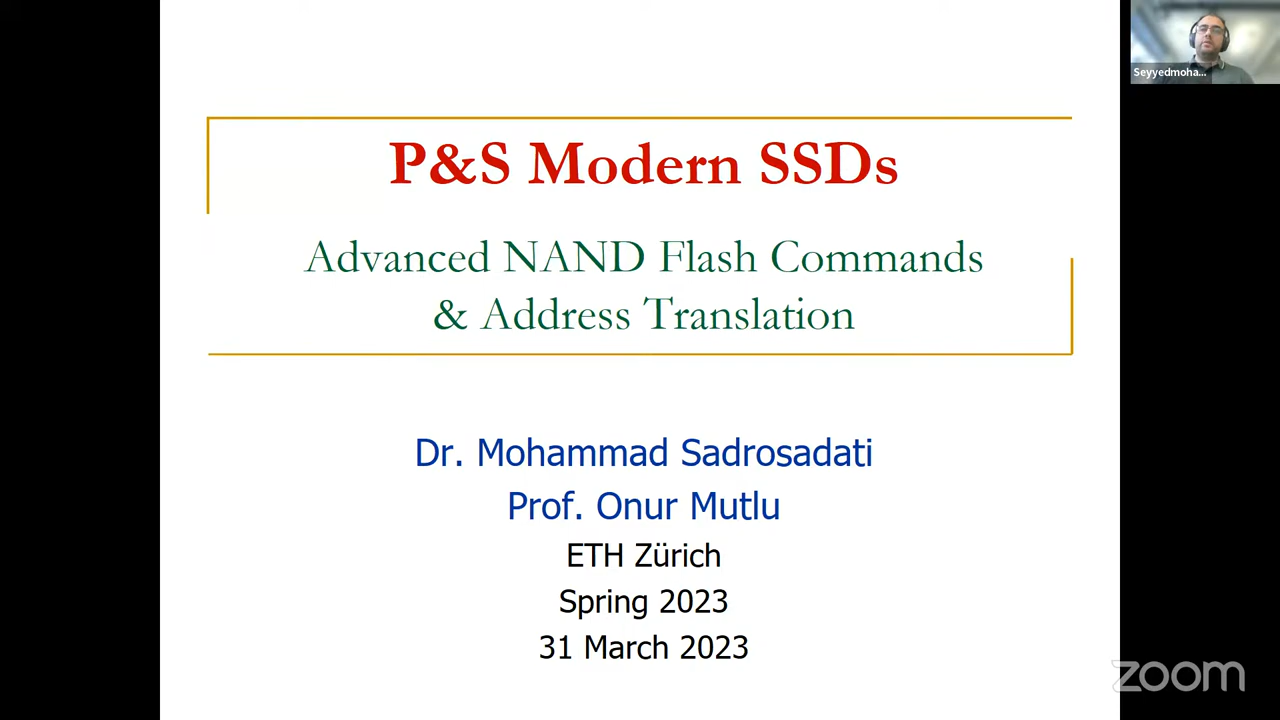 Seyyedmoha...
P&S Modern SSDs
Advanced NAND Flash Commands
& Address Translation
Dr. Mohammad Sadrosadati
Prof. Onur Mutlu
ETH Zürich
Spring 2023
31 March 2023
zoom